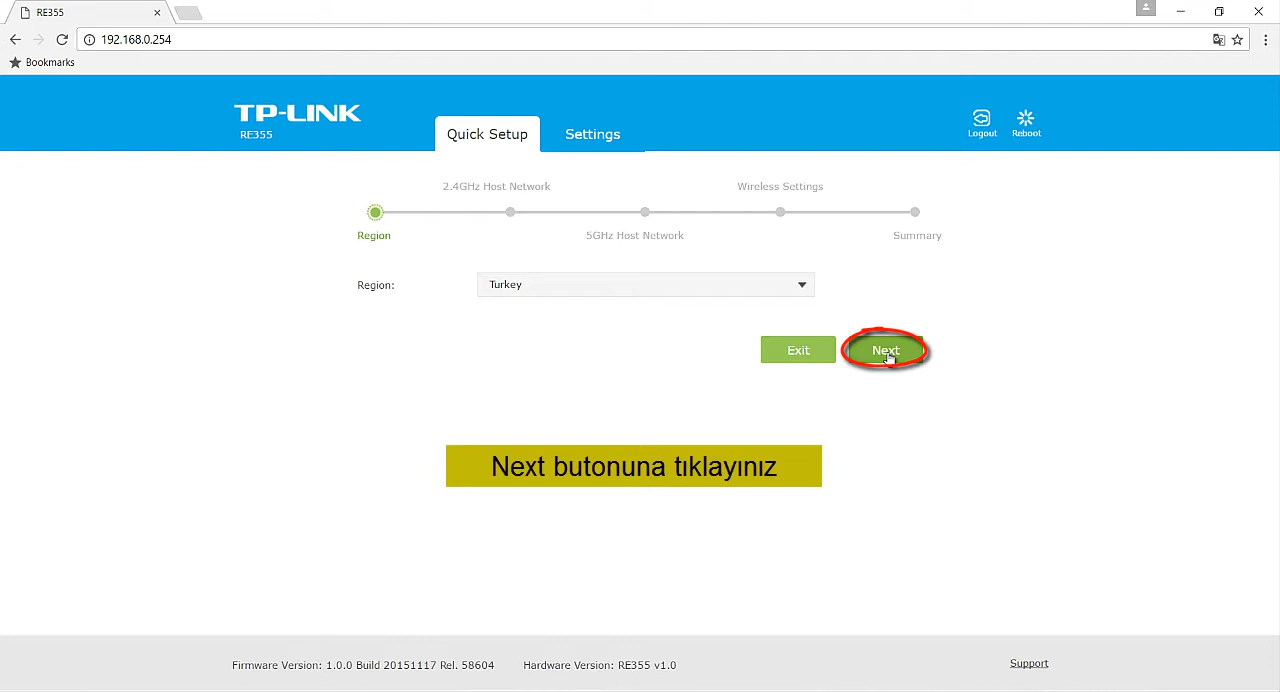 RE355
192.168.0.254
Bookmarks
TP-LINK
RE355
Quick Setup
Settings
Logout
Reboot
2.4GHz Host Network
Wireless Settings
Region
5GHz Host Network
Summary
Region:
Turkey
Exit
Next
Next butonuna tıklayınız
Firmware Version: 1.0.0 Build 20151117 Rel. 58604
Hardware Version: RE355 v1.0
Support